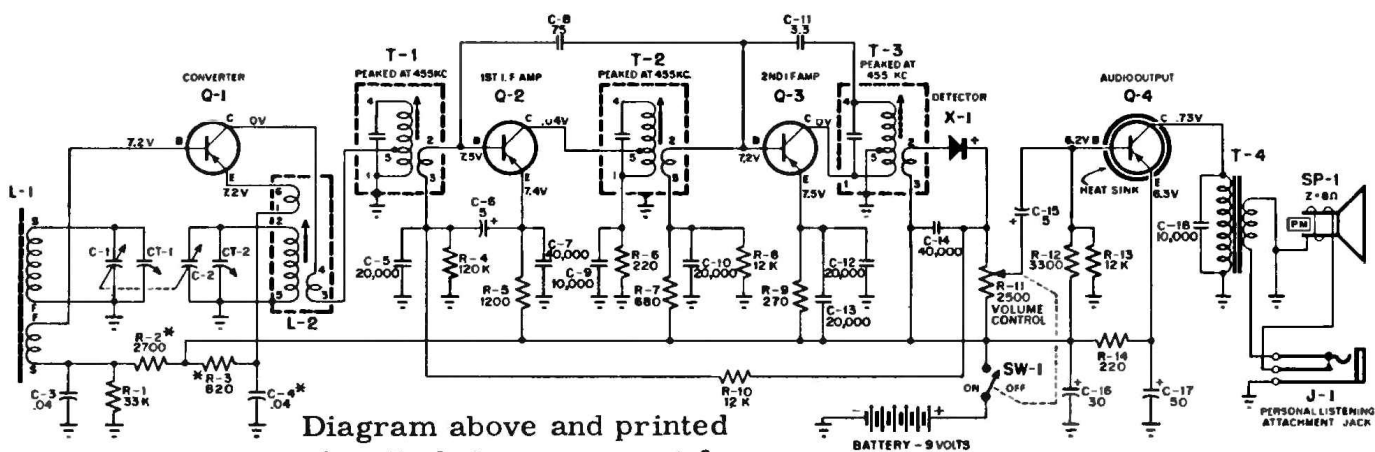 C-8
75
C-11
3.3
T-1
PEAKED AT 455KC.
T-2
PEAKED AT 455KC.
T-3
PEAKED AT
455 KC
CONVERTER
Q-1
1ST I.F AMP
Q-2
2ND I F AMP
Q-3
DETECTOR
X-1
AUDIO OUTPUT
Q-4
C
0V
B
7.2V
E
7.2V
4
5
1
2
3
B
7.5V
C
.04V
E
7.4V
4
5
1
2
3
B
7.2V
C
0V
E
7.5V
4
5
1
2
3
+
6.2V
B
C
.73V
E
6.3V
HEAT SINK
T-4
SP-1
Z-8Ω
PM
L-1
S
F
F
S
C-1
CT-1
C-2
CT-2
6
1
2
5
4
3
L-2
C-5
20,000
R-4
120 K
C-6
5
+
R-5
1200
C-7
40,000
C-9
10,000
R-6
220
R-7
680
C-10
20,000
R-8
12 K
R-9
270
C-12
20,000
C-13
20,000
C-14
40,000
C-15
5
+
R-11
2500
VOLUME
CONTROL
R-12
3300
R-13
12 K
C-18
10,000
R-2*
2700
*
R-3
820
C-3
.04
R-1
33 K
C-4*
.04
R-10
12 K
SW-1
ON
OFF
R-14
220
+
C-16
30
+
C-17
50
J-1
PERSONAL LISTENING
ATTACHMENT JACK
-
+
BATTERY - 9 VOLTS
Diagram above and printed